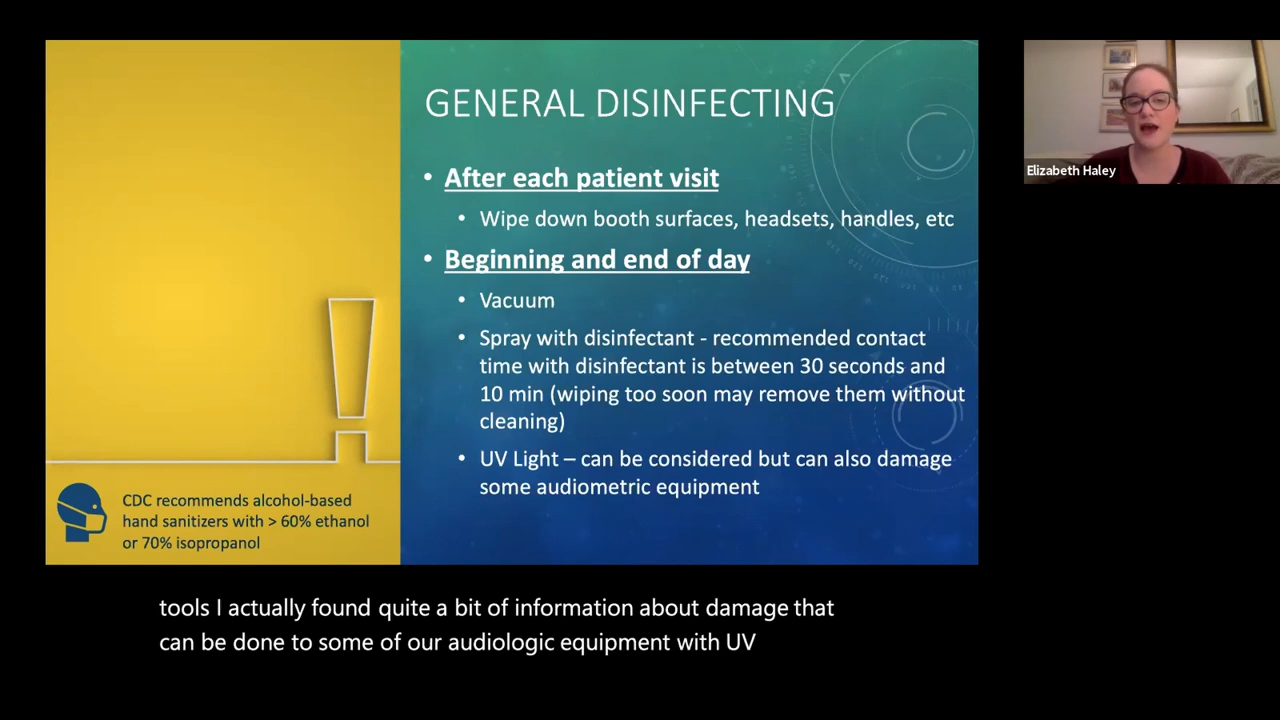 GENERAL DISINFECTING
• After each patient visit
• Wipe down booth surfaces, headsets, handles, etc
• Beginning and end of day
• Vacuum
• Spray with disinfectant - recommended contact
time with disinfectant is between 30 seconds and
10 min (wiping too soon may remove them without
cleaning)
• UV Light – can be considered but can also damage
some audiometric equipment
CDC recommends alcohol-based
hand sanitizers with > 60% ethanol
or 70% isopropanol
Elizabeth Haley
tools I actually found quite a bit of information about damage that
can be done to some of our audiologic equipment with UV